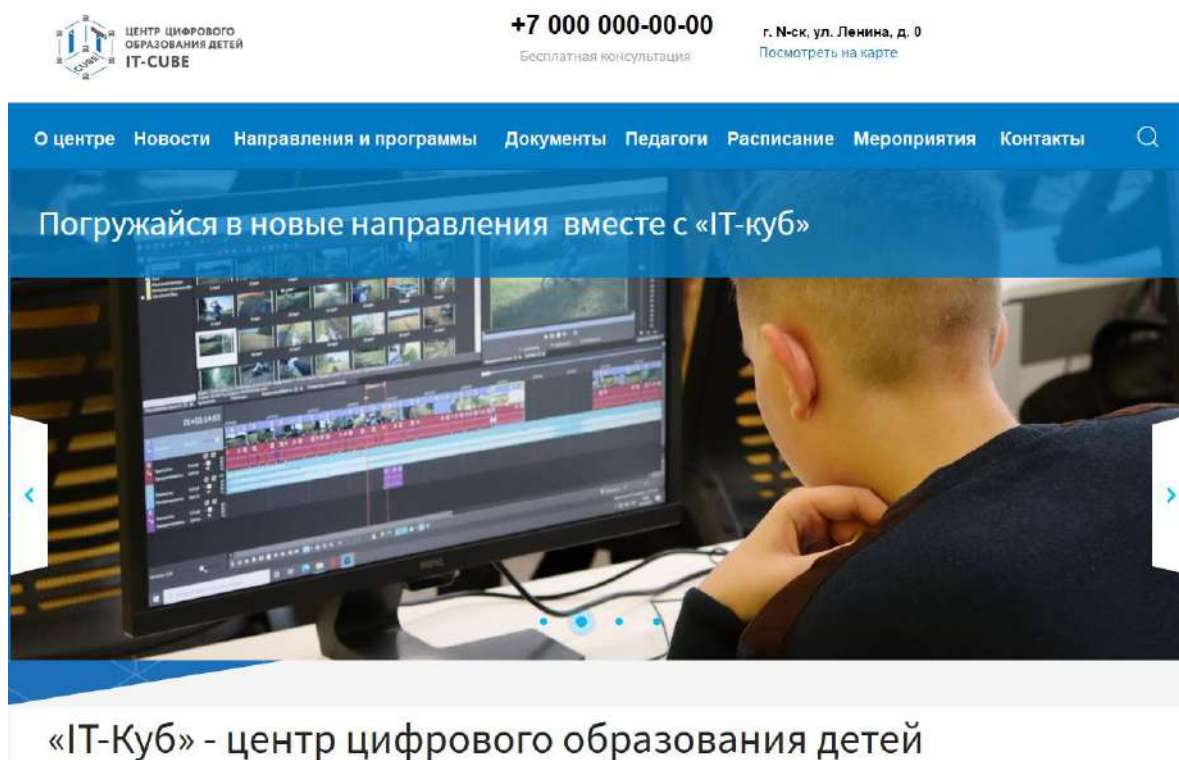 ЦЕНТР ЦИФРОВОГО
ОБРАЗОВАНИЯ ДЕТЕЙ
IT-CUBE
IT
CUBE
+7 000 000-00-00
Бесплатная консультация
г. N-ск, ул. Ленина, д. 0
Посмотреть на карте
О центре Новости Направления и программы Документы Педагоги Расписание Мероприятия Контакты
Погружайся в новые направления вместе с «IT-куб»
«IT-Куб» - центр цифрового образования детей